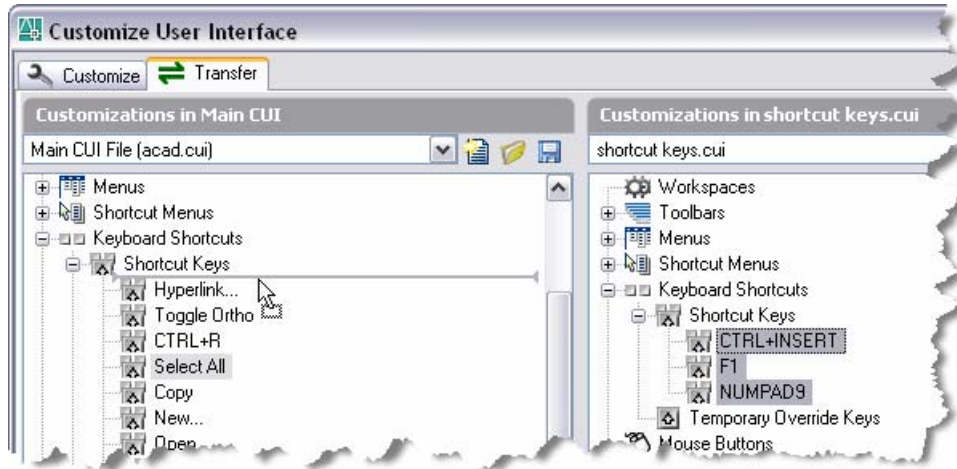 Customize User Interface
Customize
Transfer
Customizations in Main CUI
Main CUI File (acad.cui)
Menus
Shortcut Menus
Keyboard Shortcuts
Shortcut Keys
Hyperlink...
Toggle Ortho
CTRL+R
Select All
Copy
New...
Open...
Customizations in shortcut keys.cui
shortcut keys.cui
Workspaces
Toolbars
Menus
Shortcut Menus
Keyboard Shortcuts
Shortcut Keys
CTRL+INSERT
F1
NUMPAD9
Temporary Override Keys
Mouse Buttons